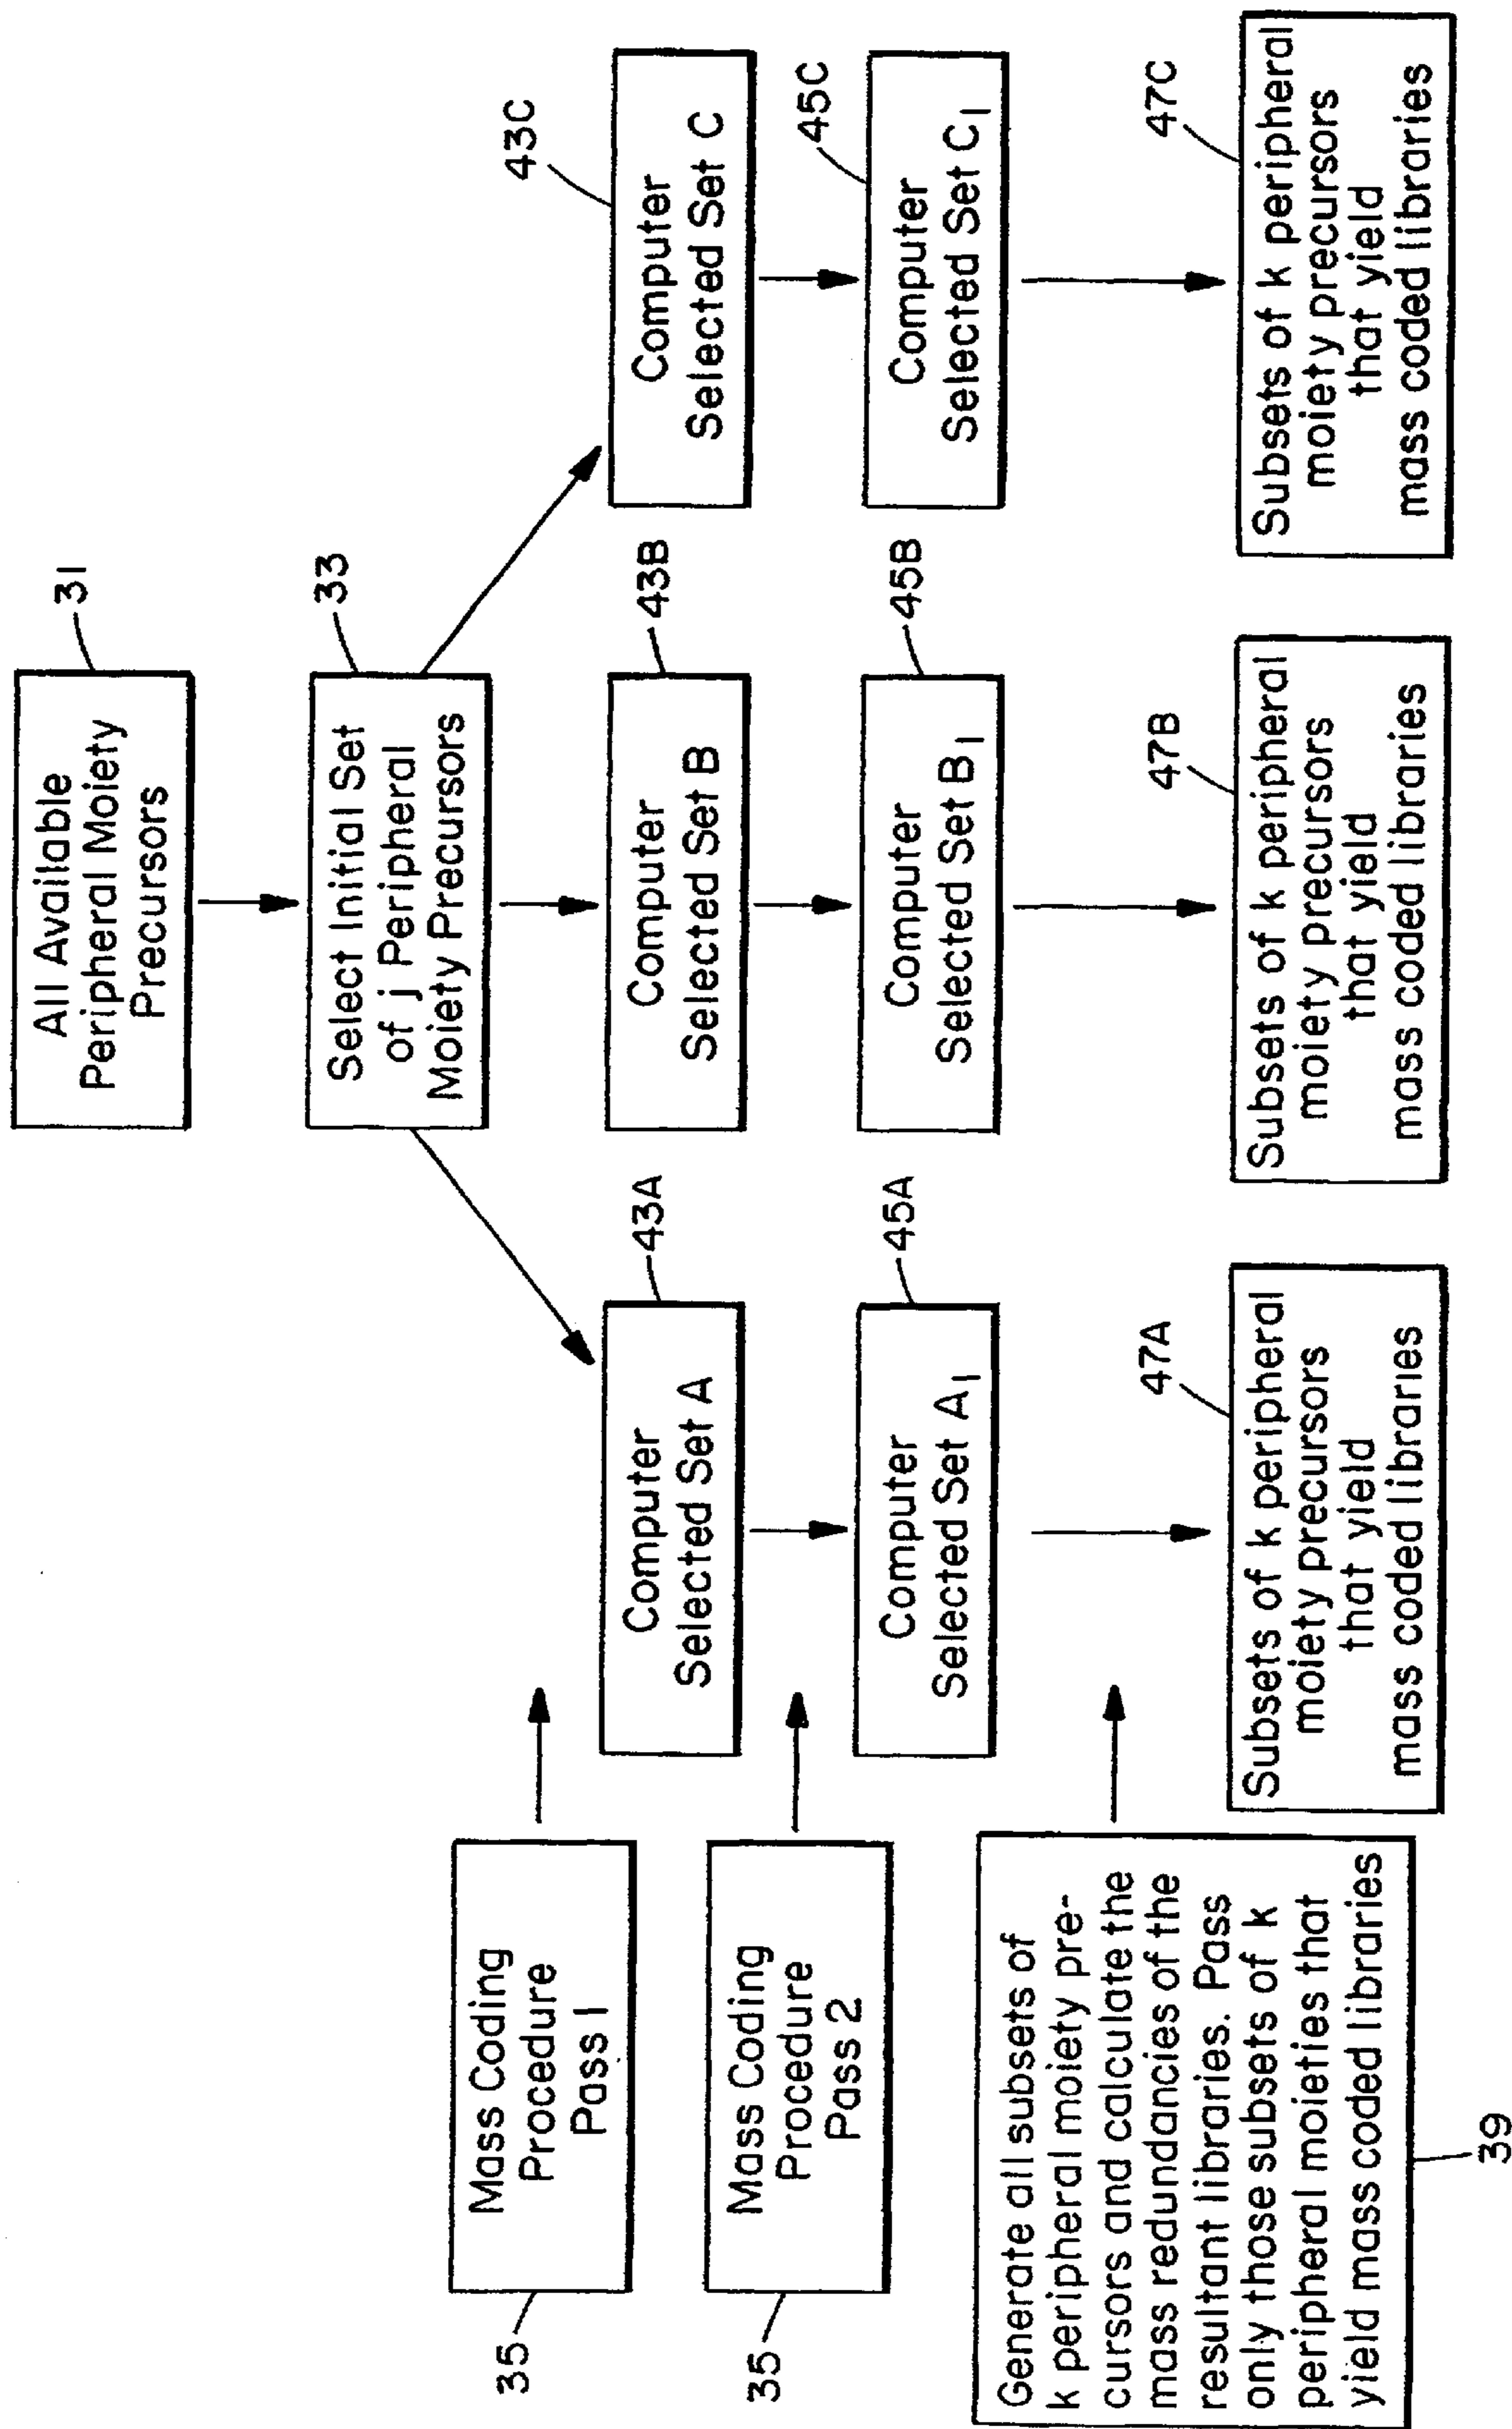 All Available
Peripheral Moiety
Precursors
31
Select Initial Set
of j Peripheral
Moiety Precursors
33
Mass Coding
Procedure
Pass 1
35
Computer
Selected Set A
43A
Computer
Selected Set B
43B
Computer
Selected Set C
43C
Mass Coding
Procedure
Pass 2
35
Computer
Selected Set A1
45A
Computer
Selected Set B1
45B
Computer
Selected Set C1
45C
Generate all subsets of
k peripheral moiety pre-
cursors and calculate the
mass redundancies of the
resultant libraries. Pass
only those subsets of k
peripheral moieties that
yield mass coded libraries
39
Subsets of k peripheral
moiety precursors
that yield
mass coded libraries
47A
Subsets of k peripheral
moiety precursors
that yield
mass coded libraries
47B
Subsets of k peripheral
moiety precursors
that yield
mass coded libraries
47C